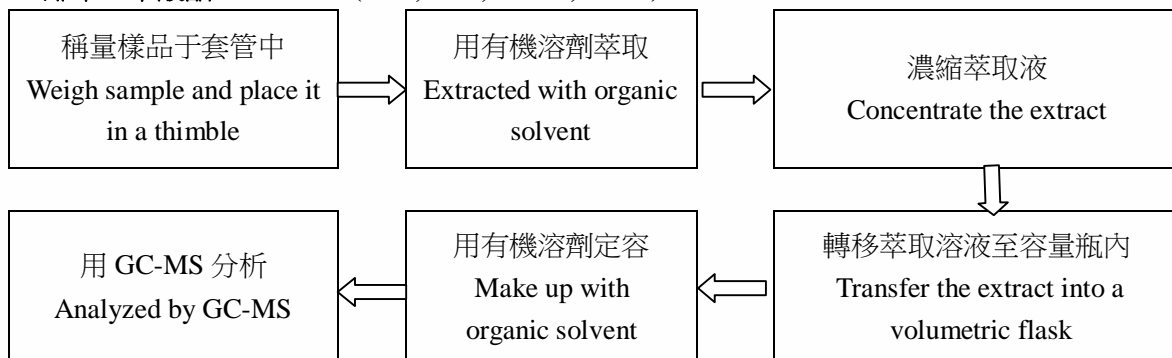 稱量樣品于套管中
Weigh sample and place it
in a thimble
用有機溶劑萃取
Extracted with organic
solvent
濃縮萃取液
Concentrate the extract
轉移萃取溶液至容量瓶內
Transfer the extract into a
volumetric flask
用有機溶劑定容
Make up with
organic solvent
用 GC-MS 分析
Analyzed by GC-MS